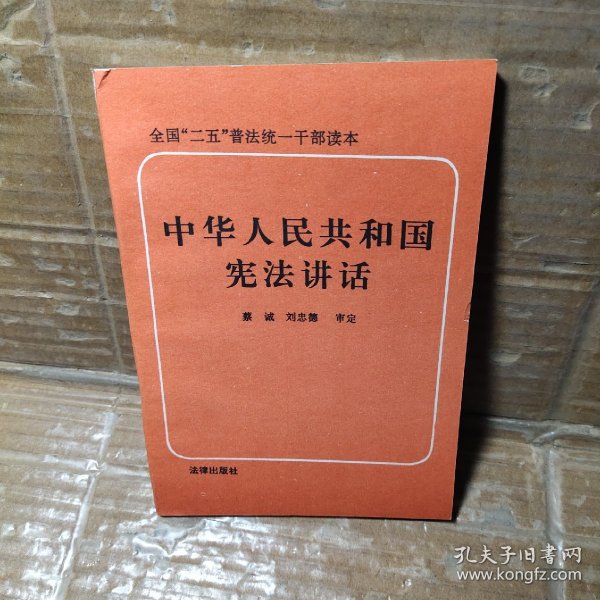 全国“二五”普法统一干部读本
中华人民共和国
宪法讲话
蔡 诚 刘忠德 审定
法律出版社
孔夫子旧书网
www.kongfz.com